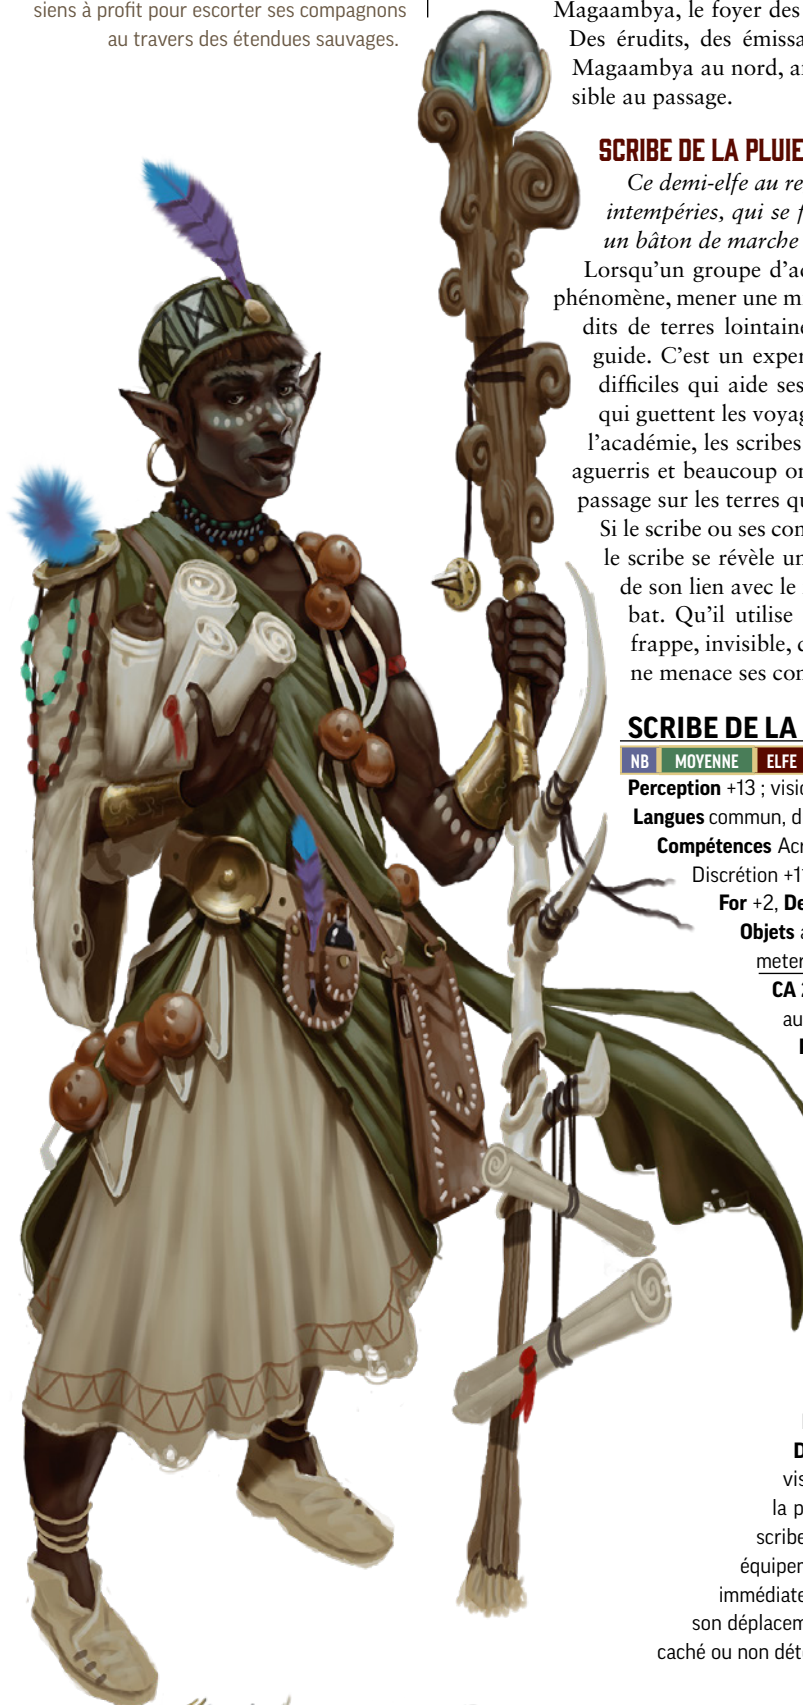 siens à profit pour escorter ses compagnons
au travers des étendues sauvages.
Magaambya, le foyer des
Des érudits, des émissa
Magaambya au nord, a
sible au passage.
SCRIBE DE LA PLUIE
Ce demi-elfe au re
intempéries, qui se f
un bâton de marche
Lorsqu’un groupe d’a
phénomène, mener une m
dits de terres lointaine
guide. C’est un exper
difficiles qui aide ses
qui guettent les voyag
l’académie, les scribes
aguerris et beaucoup on
passage sur les terres qu
Si le scribe ou ses con
le scribe se révèle un
de son lien avec le
bat. Qu’il utilise
frappe, invisible, 
ne menace ses con
SCRIBE DE LA
NB MOYENNE ELFE
Perception +13 ; visio
Langues commun, d
Compétences Acr
Discrétion +1
For +2, De
Objets a
meter
CA 
au
D
vis
la p
scribe
équiper
immédiate
son déplacem
caché ou non dét